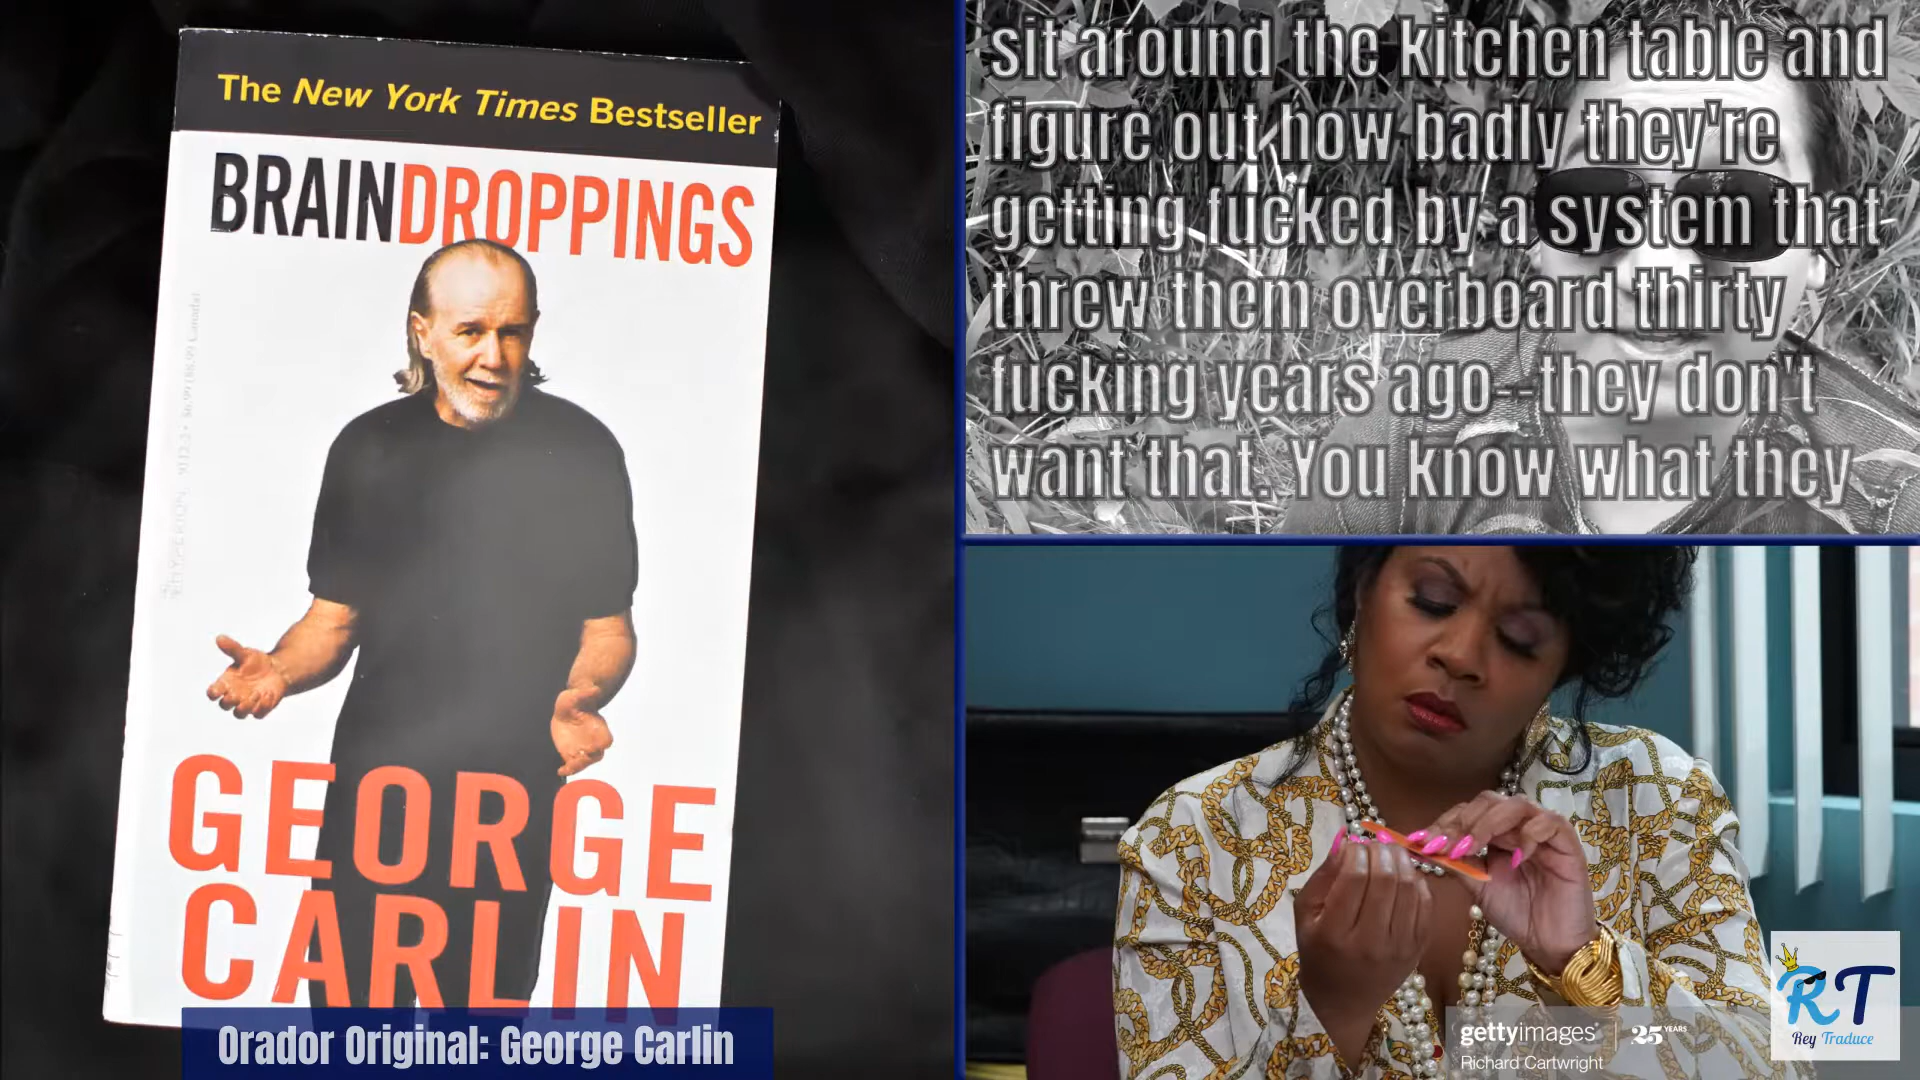 The New York Times Bestseller
BRAINDROPPINGS
GEORGE
CARLIN
Orador Original: George Carlin
sit around the kitchen table and
figure out how badly they're
getting fucked by a system that
threw them overboard thirty
fucking years ago--they don't
want that. You know what they
gettyimages
25 YEARS
Richard Cartwright
RT
Rey Traduce